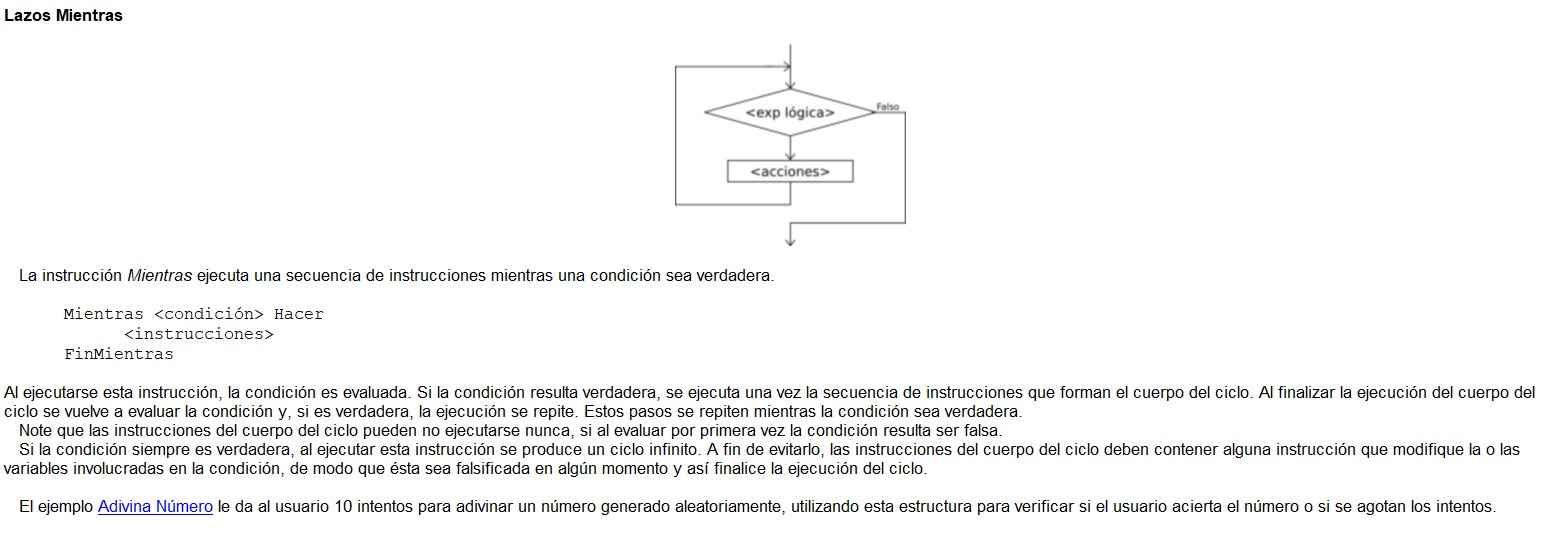 Lazos Mientras
<exp lógica>
Falso
<acciones>
La instrucción Mientras ejecuta una secuencia de instrucciones mientras una condición sea verdadera.
Mientras <condición> Hacer
<instrucciones>
FinMientras
Al ejecutarse esta instrucción, la condición es evaluada. Si la condición resulta verdadera, se ejecuta una vez la secuencia de instrucciones que forman el cuerpo del ciclo. Al finalizar la ejecución del cuerpo del
ciclo se vuelve a evaluar la condición y, si es verdadera, la ejecución se repite. Estos pasos se repiten mientras la condición sea verdadera.
Note que las instrucciones del cuerpo del ciclo pueden no ejecutarse nunca, si al evaluar por primera vez la condición resulta ser falsa.
Si la condición siempre es verdadera, al ejecutar esta instrucción se produce un ciclo infinito. A fin de evitarlo, las instrucciones del cuerpo del ciclo deben contener alguna instrucción que modifique la o las
variables involucradas en la condición, de modo que ésta sea falsificada en algún momento y así finalice la ejecución del ciclo.
El ejemplo Adivina Número le da al usuario 10 intentos para adivinar un número generado aleatoriamente, utilizando esta estructura para verificar si el usuario acierta el número o si se agotan los intentos.